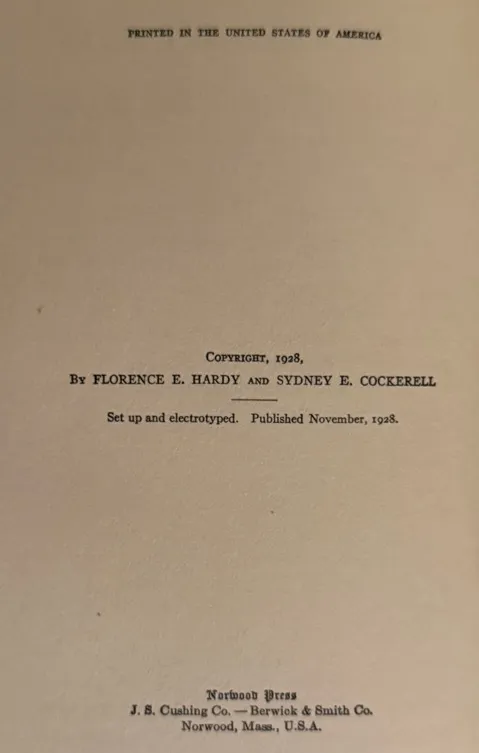 PRINTED IN THE UNITED STATES OF AMERICA
COPYRIGHT, 1928,
BY FLORENCE E. HARDY AND SYDNEY E. COCKERELL
Set up and electrotyped. Published November, 1928.
Norwood Press
J. S. Cushing Co. — Berwick & Smith Co.
Norwood, Mass., U.S.A.